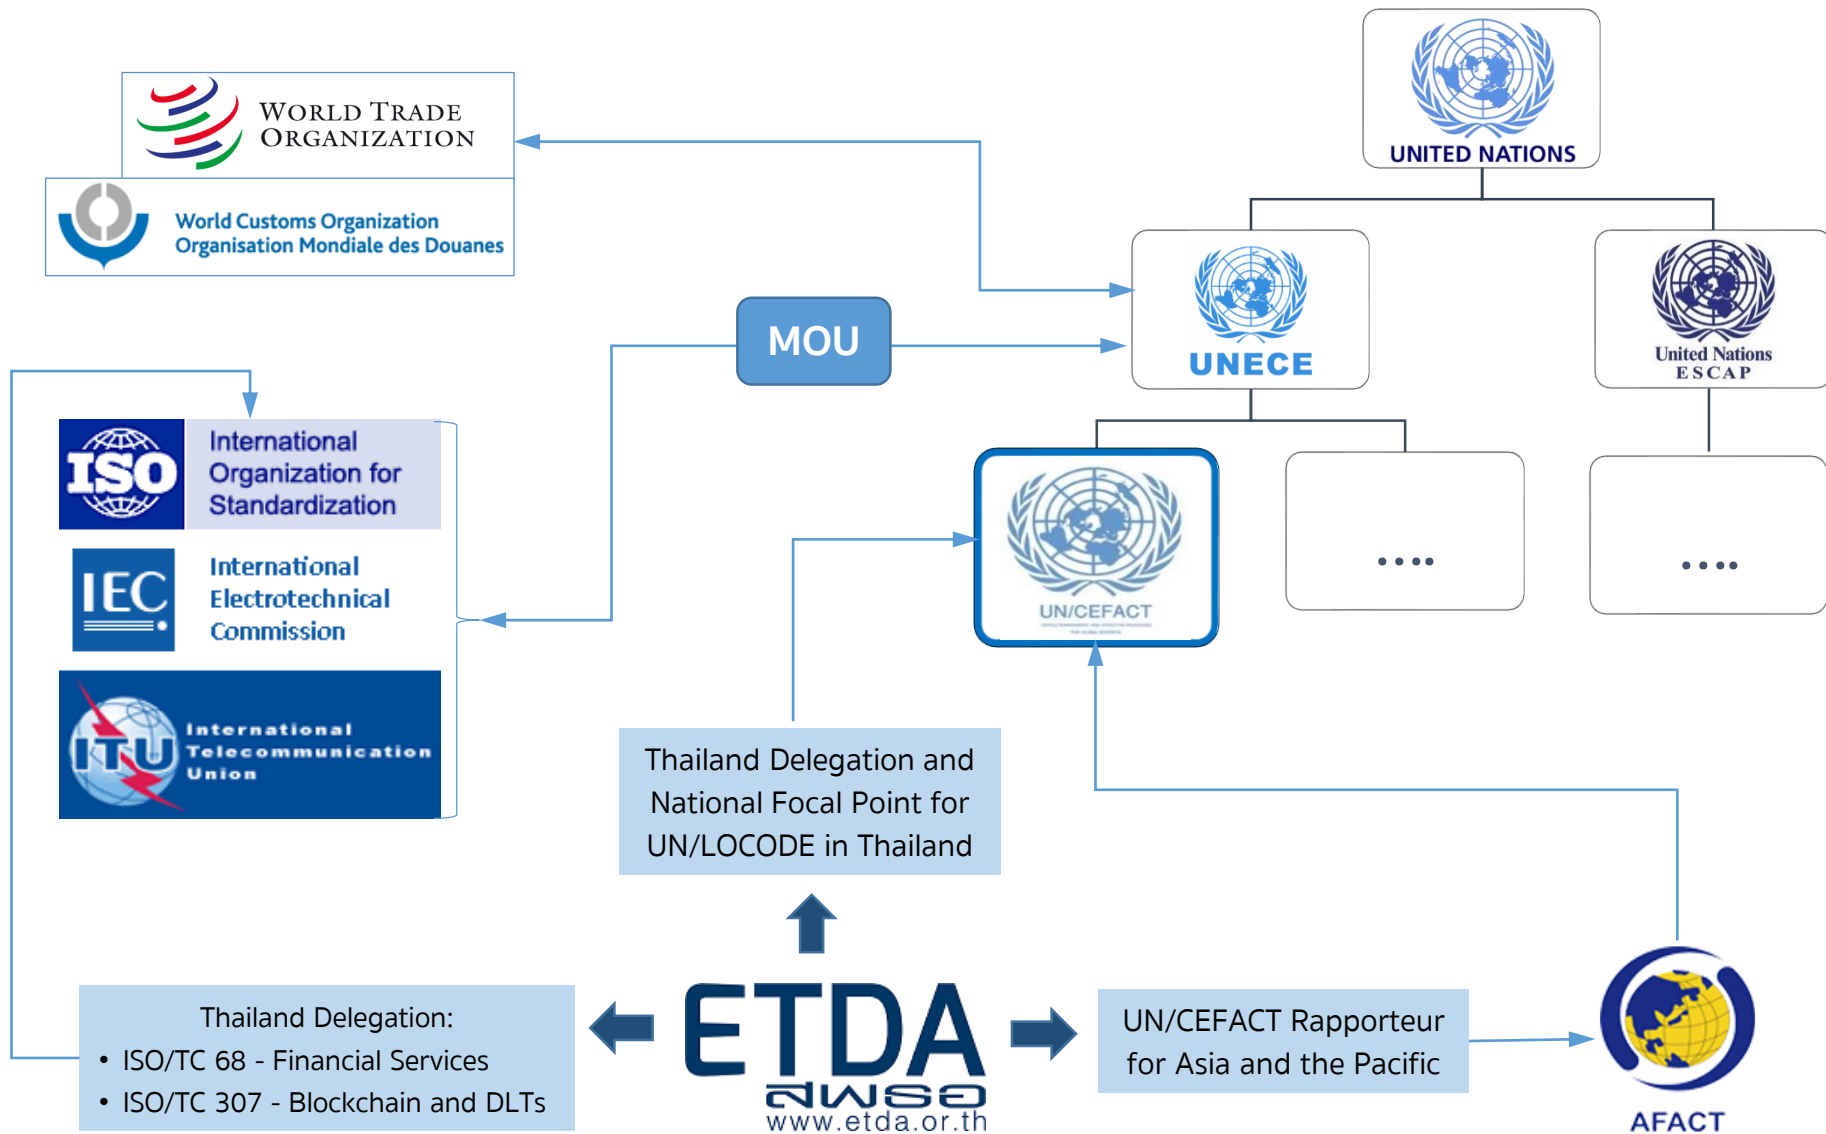 WORLD TRADE
ORGANIZATION
World Customs Organization
Organisation Mondiale des Douanes
UNITED NATIONS
UNECE
United Nations
ESCAP
MOU
ISO
International
Organization for
Standardization
IEC
International
Electrotechnical
Commission
ITU
International
Telecommunication
Union
UN/CEFACT
FOR GLOBAL BUSINESS
••••
••••
Thailand Delegation and
National Focal Point for
UN/LOCODE in Thailand
Thailand Delegation:
• ISO/TC 68 - Financial Services
• ISO/TC 307 - Blockchain and DLTs
ETDA
สพธอ
www.etda.or.th
UN/CEFACT Rapporteur
for Asia and the Pacific
AFACT